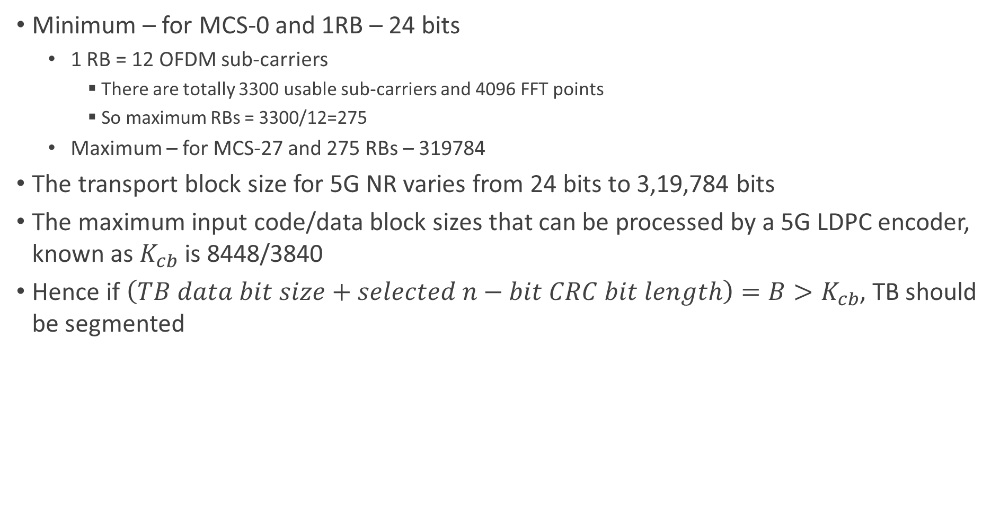 • Minimum – for MCS-0 and 1RB – 24 bits
• 1 RB = 12 OFDM sub-carriers
▪ There are totally 3300 usable sub-carriers and 4096 FFT points
▪ So maximum RBs = 3300/12=275
• Maximum – for MCS-27 and 275 RBs – 319784
• The transport block size for 5G NR varies from 24 bits to 3,19,784 bits
• The maximum input code/data block sizes that can be processed by a 5G LDPC encoder,
known as K_{cb} is 8448/3840
• Hence if (TB data bit size + selected n − bit CRC bit length) = B > K_{cb}, TB should
be segmented